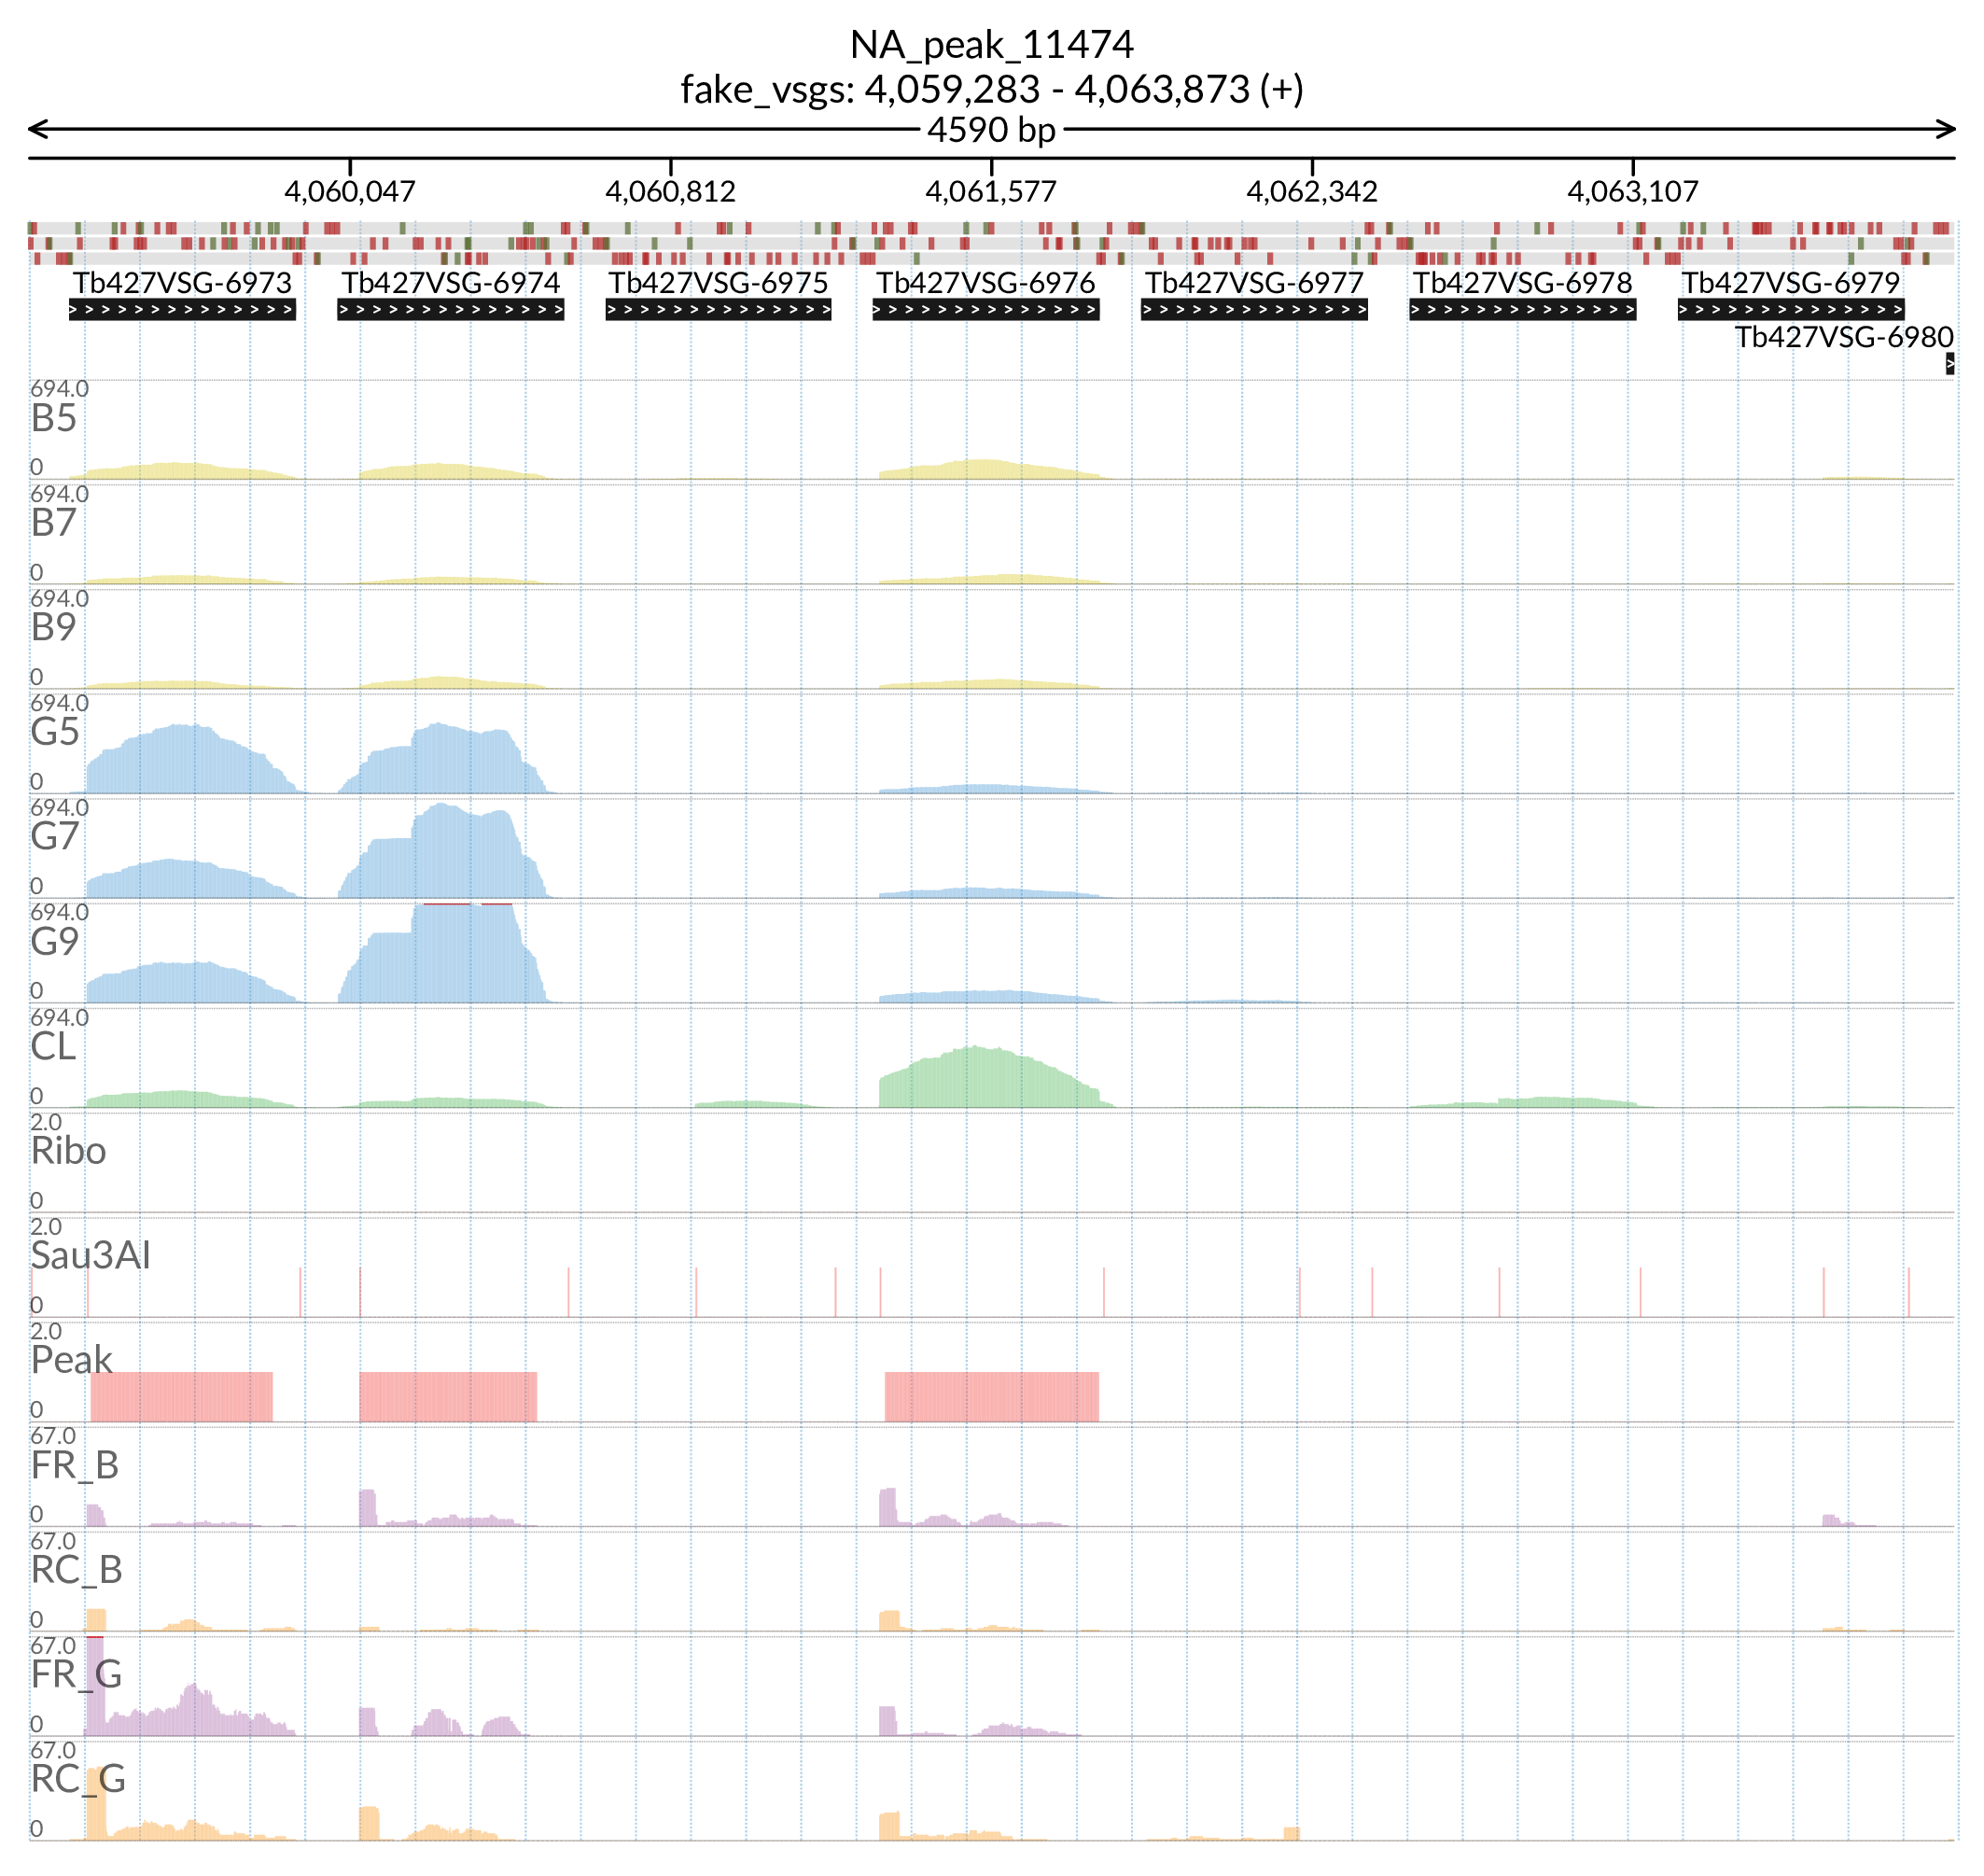 NA_peak_11474
fake_vsgs: 4,059,283 - 4,063,873 (+)
4590 bp
4,060,047 4,060,812 4,061,577 4,062,342 4,063,107
Tb427VSG-6973 Tb427VSG-6974 Tb427VSG-6975 Tb427VSG-6976 Tb427VSG-6977 Tb427VSG-6978 Tb427VSG-6979
Tb427VSG-6980
694.0
B5
0
694.0
B7
0
694.0
B9
0
694.0
G5
0
694.0
G7
0
694.0
G9
0
694.0
CL
0
2.0
Ribo
0
2.0
Sau3AI
0
2.0
Peak
0
67.0
FR_B
0
67.0
RC_B
0
67.0
FR_G
0
67.0
RC_G
0